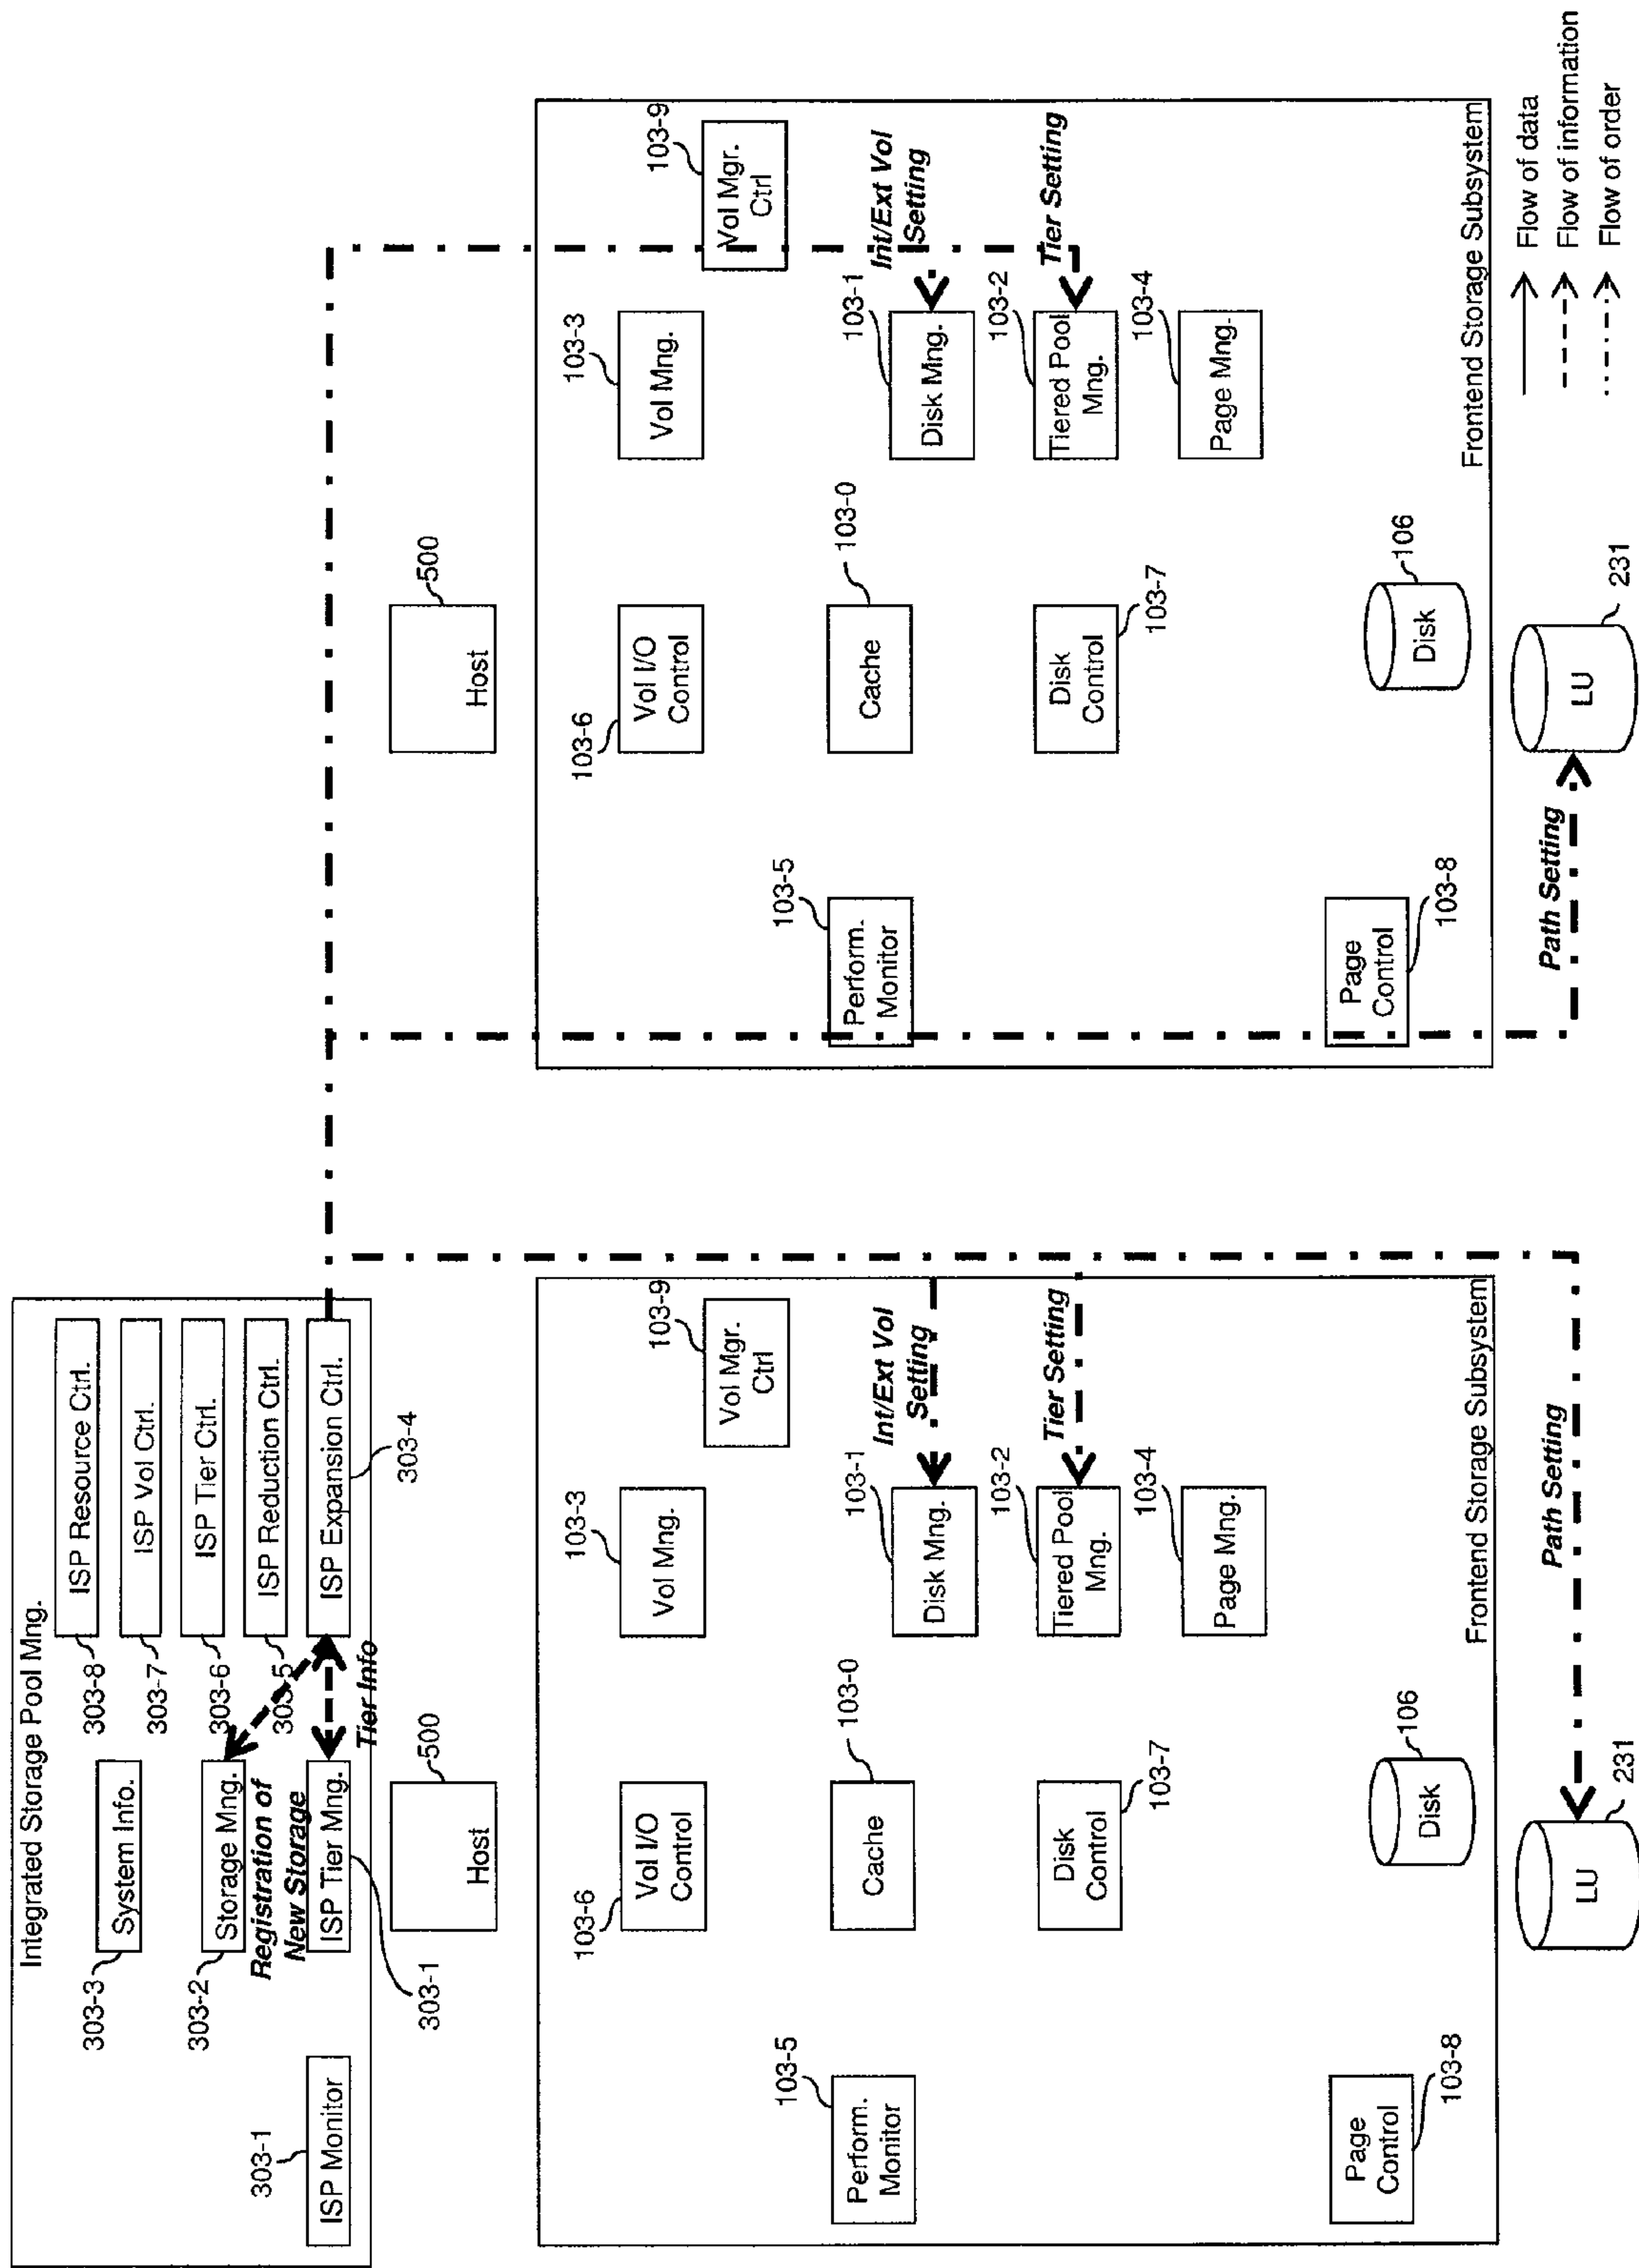 Integrated Storage Pool Mng.
303-1
ISP Monitor
303-3
System Info.
303-2
Storage Mng.
Registration of
New Storage
ISP Tier Mng.
303-1
303-8
ISP Resource Ctrl.
303-7
ISP Vol Ctrl.
303-6
ISP Tier Ctrl.
303-5
ISP Reduction Ctrl.
ISP Expansion Ctrl.
303-4
Tier Info
500
Host
103-6
Vol I/O
Control
103-3
Vol Mng.
103-9
Vol Mgr.
Ctrl
103-5
Perform.
Monitor
103-0
Cache
103-1
Disk Mng.
Int/Ext Vol
Setting
Disk
Control
103-7
103-2
Tiered Pool
Mng.
Tier Setting
103-4
Page Mng.
Page
Control
103-8
106
Disk
Frontend Storage Subsystem
231
LU
Path Setting
500
Host
103-6
Vol I/O
Control
103-3
Vol Mng.
103-9
Vol Mgr.
Ctrl
103-5
Perform.
Monitor
103-0
Cache
103-1
Disk Mng.
Int/Ext Vol
Setting
Disk
Control
103-7
103-2
Tiered Pool
Mng.
Tier Setting
103-4
Page Mng.
Page
Control
103-8
106
Disk
Frontend Storage Subsystem
231
LU
Path Setting
Flow of data
Flow of information
Flow of order